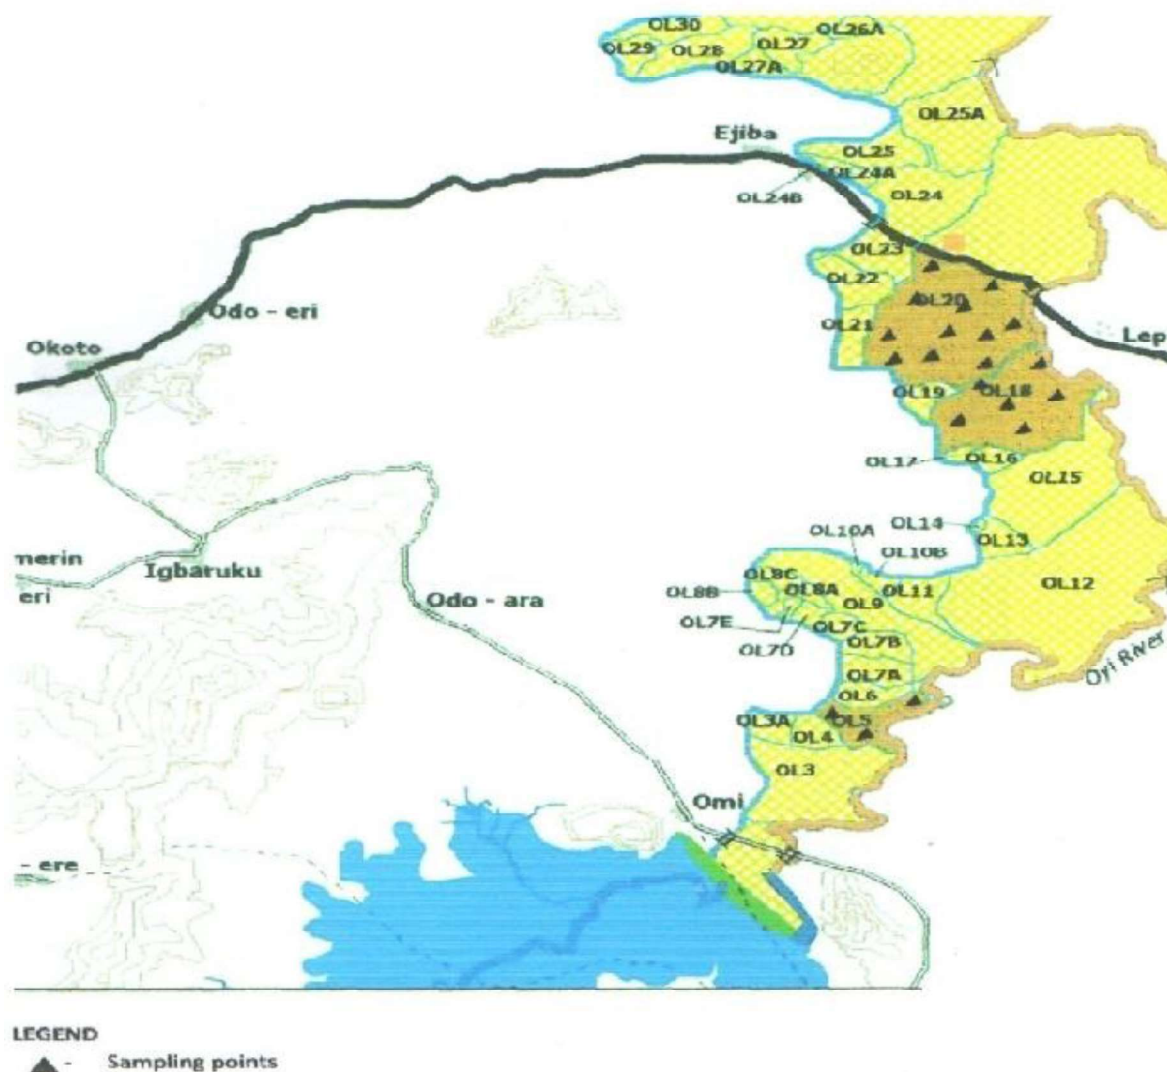 OL30
OL26A
OL29
OL28
OL27
OL27A
OL25A
Ejiba
OL25
OL24A
OL24B
OL24
OL23
OL22
OL20
Odo - eri
OL21
Lep
Okoto
OL19
OL18
OL17
OL16
OL15
OL14
OL10A
OL13
merin
OL10B
Igbaruku
OL8C
OL12
eri
OL8B
OL8A
OL11
Odo - ara
OL9
OL7E
OL7C
OL7D
OL7B
Oyi River
OL7A
OL6
OL3A
OL5
OL4
OL3
Omi
- ere
LEGEND
- Sampling points